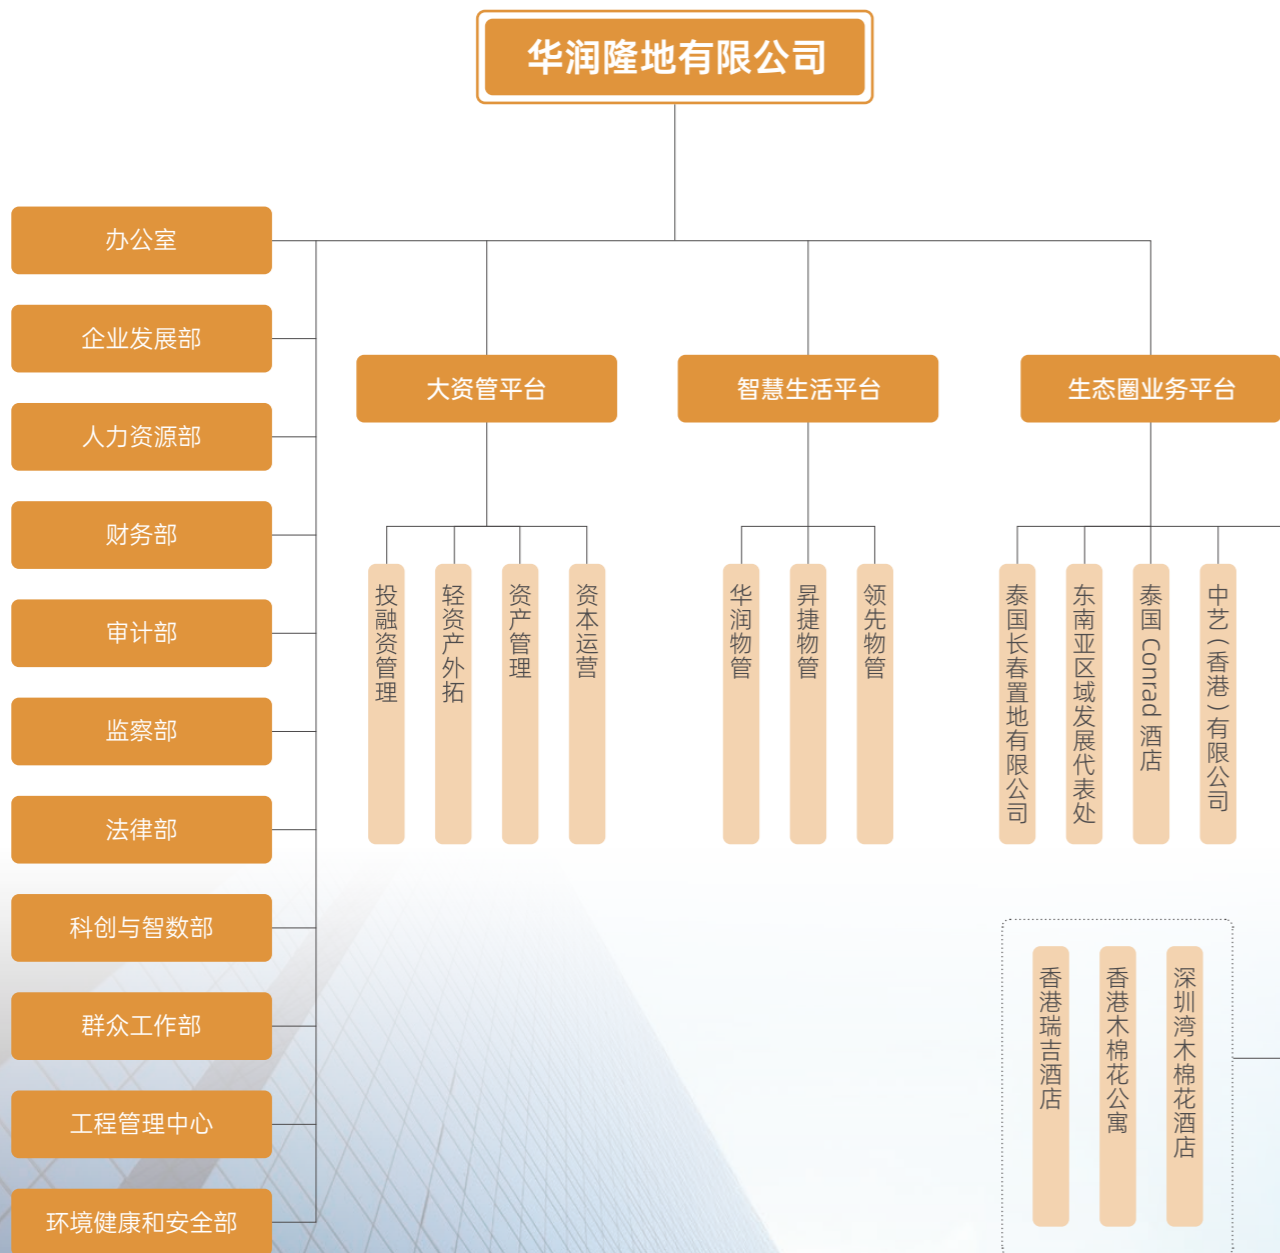 华润隆地有限公司
办公室
企业发展部
人力资源部
财务部
审计部
监察部
法律部
科创与智数部
群众工作部
工程管理中心
环境健康和安全部
大资管平台
智慧生活平台
生态圈业务平台
投融资管理
轻资产外拓
资产管理
资本运营
华润物管
昇捷物管
领先物管
泰国长春置地有限公司
东南亚区域发展代表处
泰国 Conrad 酒店
中艺（香港）有限公司
香港瑞吉酒店
香港木棉花公寓
深圳湾木棉花酒店